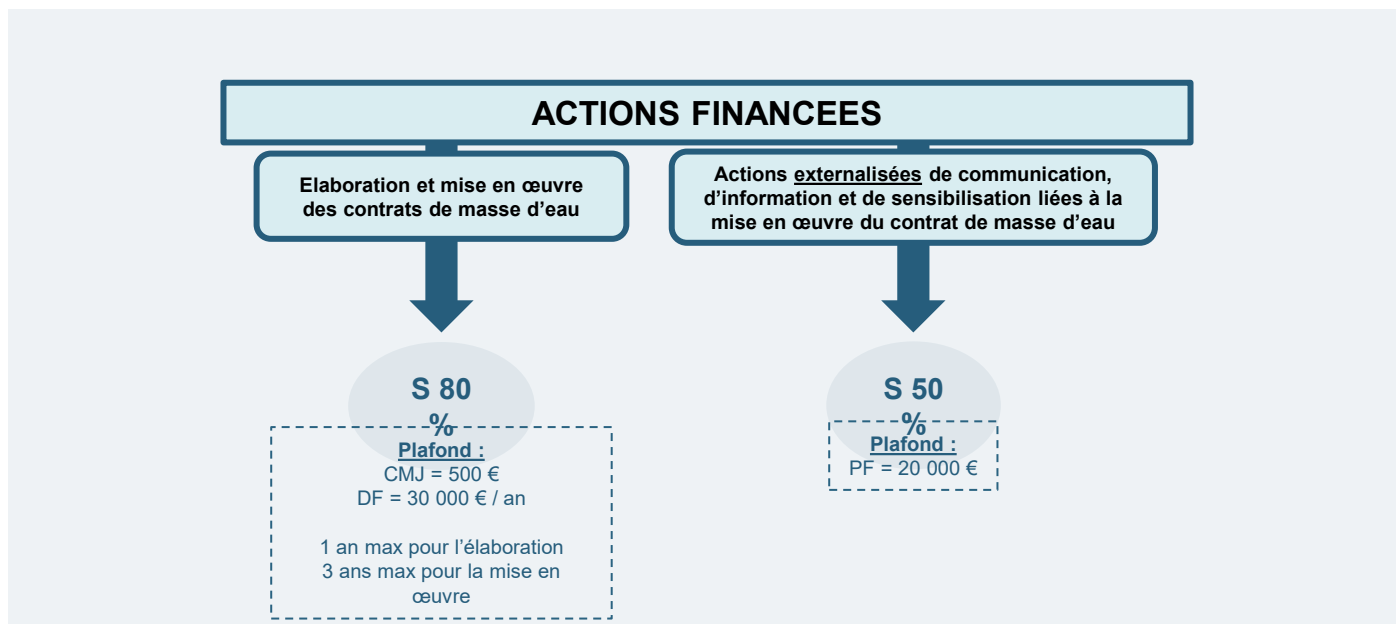 ACTIONS FINANCEES
Elaboration et mise en œuvre
des contrats de masse d’eau
Actions externalisées de communication,
d’information et de sensibilisation liées à la
mise en œuvre du contrat de masse d’eau
S 80
%
Plafond :
CMJ = 500 €
DF = 30 000 € / an
1 an max pour l’élaboration
3 ans max pour la mise en
œuvre
S 50
%
Plafond :
PF = 20 000 €